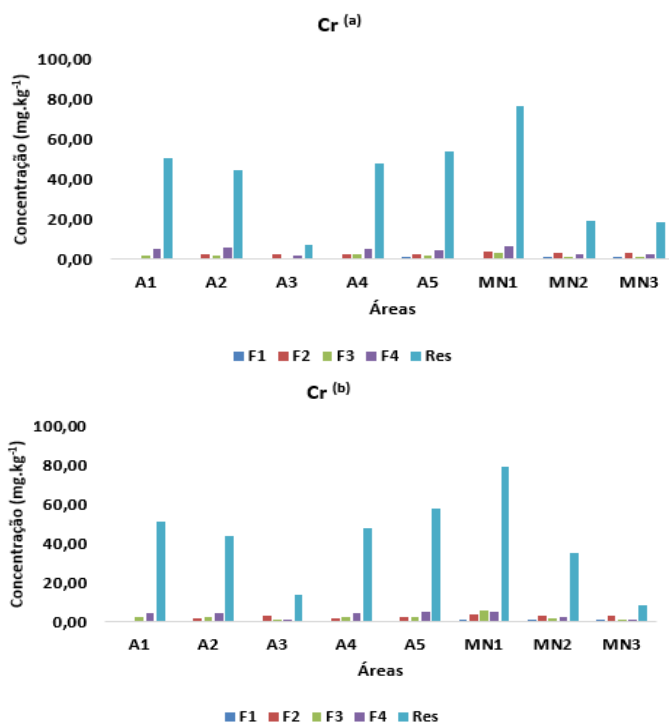 Cr (a)
100,00
80,00
60,00
40,00
20,00
0,00
Concentração (mg.kg-1)
A1 A2 A3 A4 A5 MN1 MN2 MN3
Áreas
F1 F2 F3 F4 Res
Cr (b)
100,00
80,00
60,00
40,00
20,00
0,00
Concentração (mg.kg-1)
A1 A2 A3 A4 A5 MN1 MN2 MN3
Áreas
F1 F2 F3 F4 Res